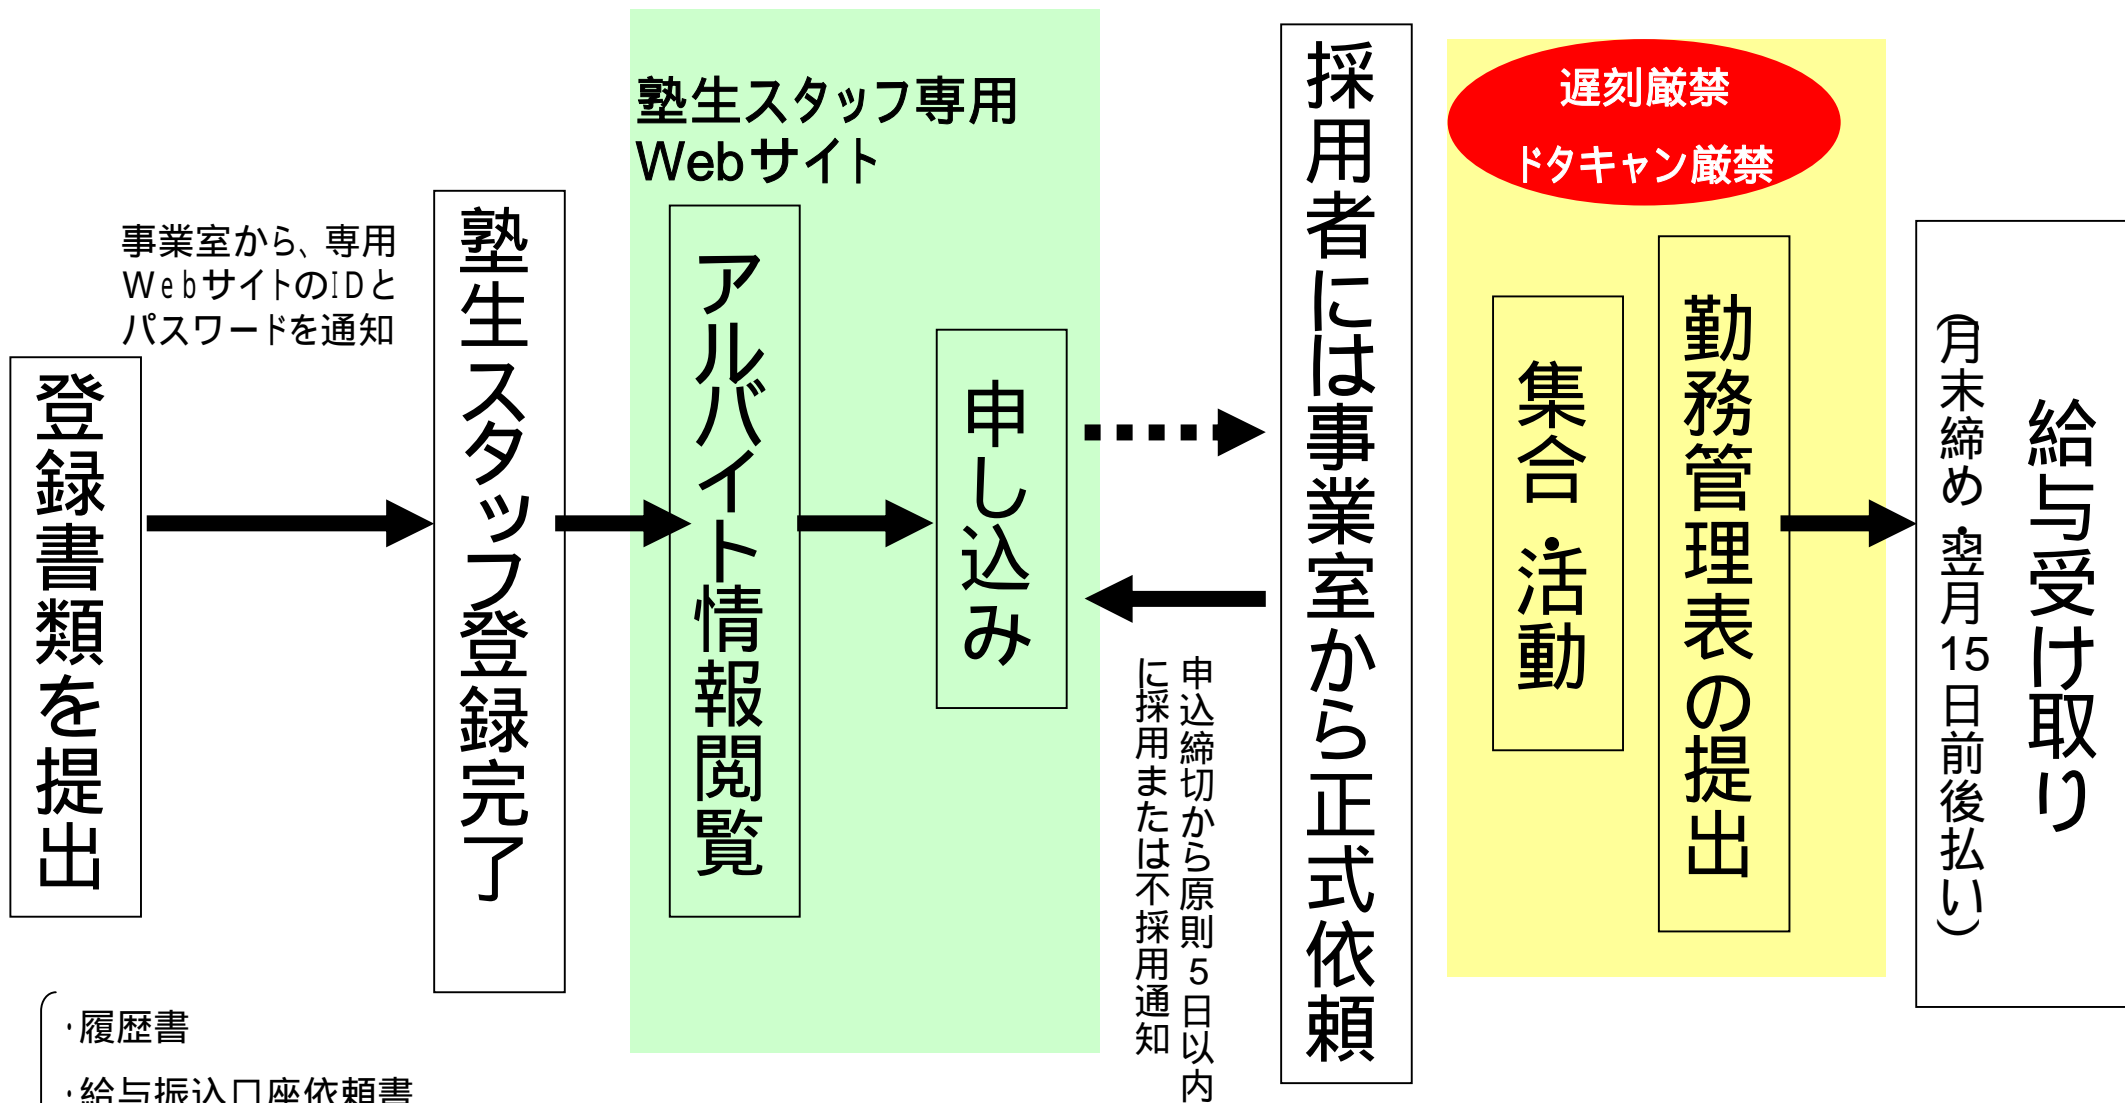 事業室から、専用
WebサイトのIDと
パスワードを通知
登録書類を提出
・履歴書
・給与振込口座依頼書
塾生スタッフ登録完了
塾生スタッフ専用
Webサイト
アルバイト情報閲覧
申し込み
申込締切から原則5日以内
に採用または不採用通知
採用者には事業室から正式依頼
遅刻厳禁
ドタキャン厳禁
集合・活動
勤務管理表の提出
給与受け取り
(月末締め・翌月15日前後払い)